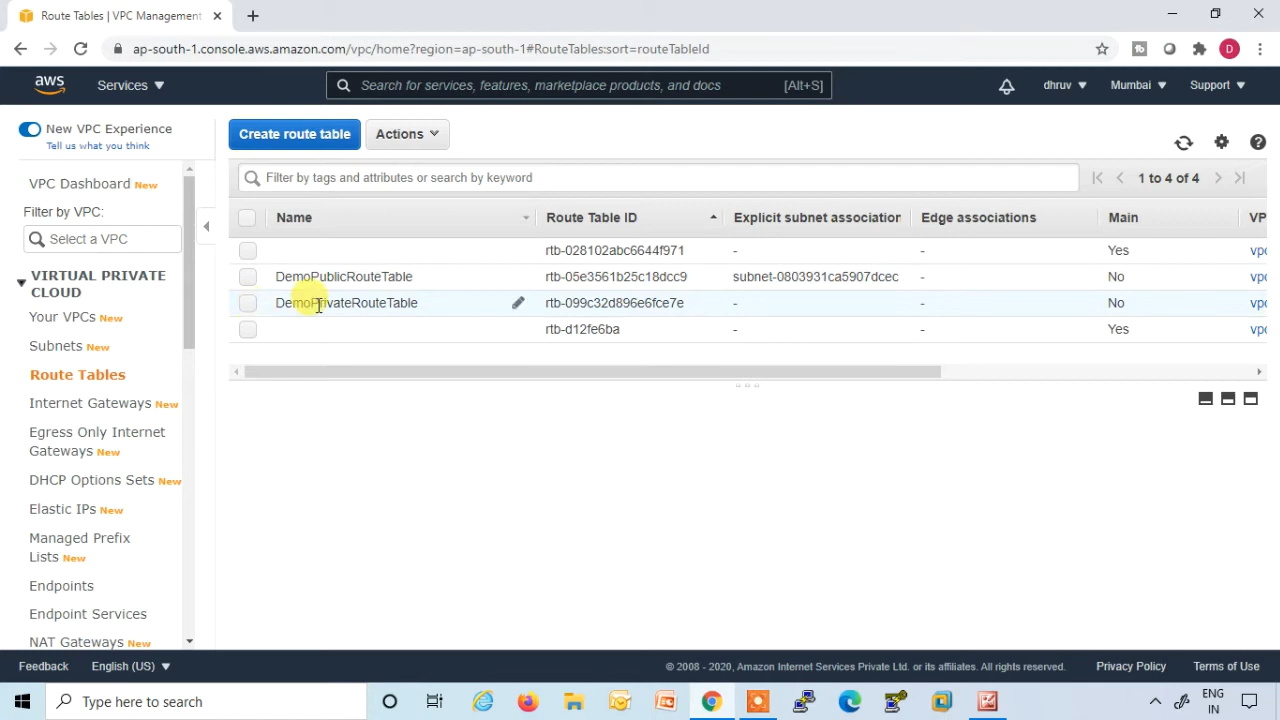 Route Tables | VPC Management
ap-south-1.console.aws.amazon.com/vpc/home?region=ap-south-1#RouteTables:sort=routeTableId
D
aws
Services
Search for services, features, marketplace products, and docs
[Alt+S]
dhruv
Mumbai
Support
New VPC Experience
Tell us what you think
VPC Dashboard New
Filter by VPC:
Select a VPC
VIRTUAL PRIVATE
CLOUD
Your VPCs New
Subnets New
Route Tables
Internet Gateways New
Egress Only Internet
Gateways New
DHCP Options Sets New
Elastic IPs New
Managed Prefix
Lists New
Endpoints
Endpoint Services
NAT Gateways New
Create route table
Actions
Filter by tags and attributes or search by keyword
1 to 4 of 4
Name Route Table ID Explicit subnet association Edge associations Main VP
rtb-028102abc6644f971 - - Yes vpc
DemoPublicRouteTable rtb-05e3561b25c18dcc9 subnet-0803931ca5907dcec - No vpc
DemoPrivateRouteTable rtb-099c32d896e6fce7e - - No vpc
rtb-d12fe6ba - - Yes vpc
Feedback
English (US)
© 2008 - 2020, Amazon Internet Services Private Ltd. or its affiliates. All rights reserved.
Privacy Policy
Terms of Use
Type here to search
ENG
IN